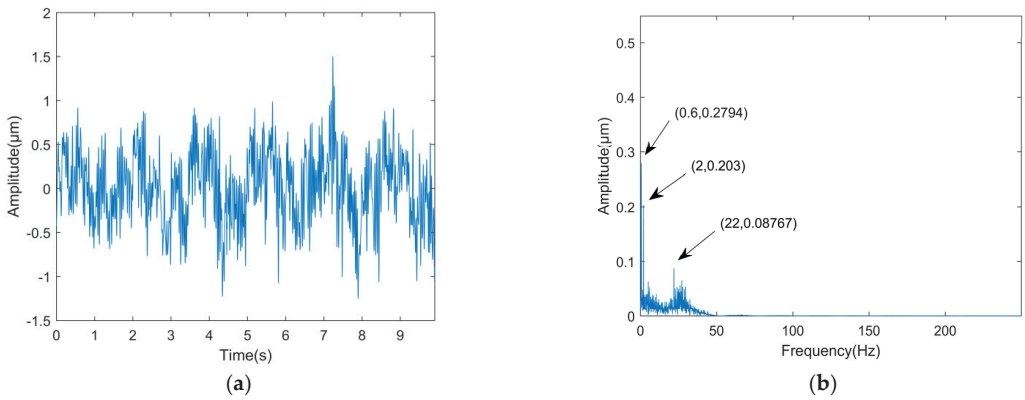 2
1.5
1
0.5
0
-0.5
-1
-1.5
Amplitude(μm)
0 1 2 3 4 5 6 7 8 9
Time(s)
(a)
0.5
0.4
0.3
0.2
0.1
0
Amplitude(μm)
(0.6,0.2794)
(2,0.203)
(22,0.08767)
0 50 100 150 200
Frequency(Hz)
(b)